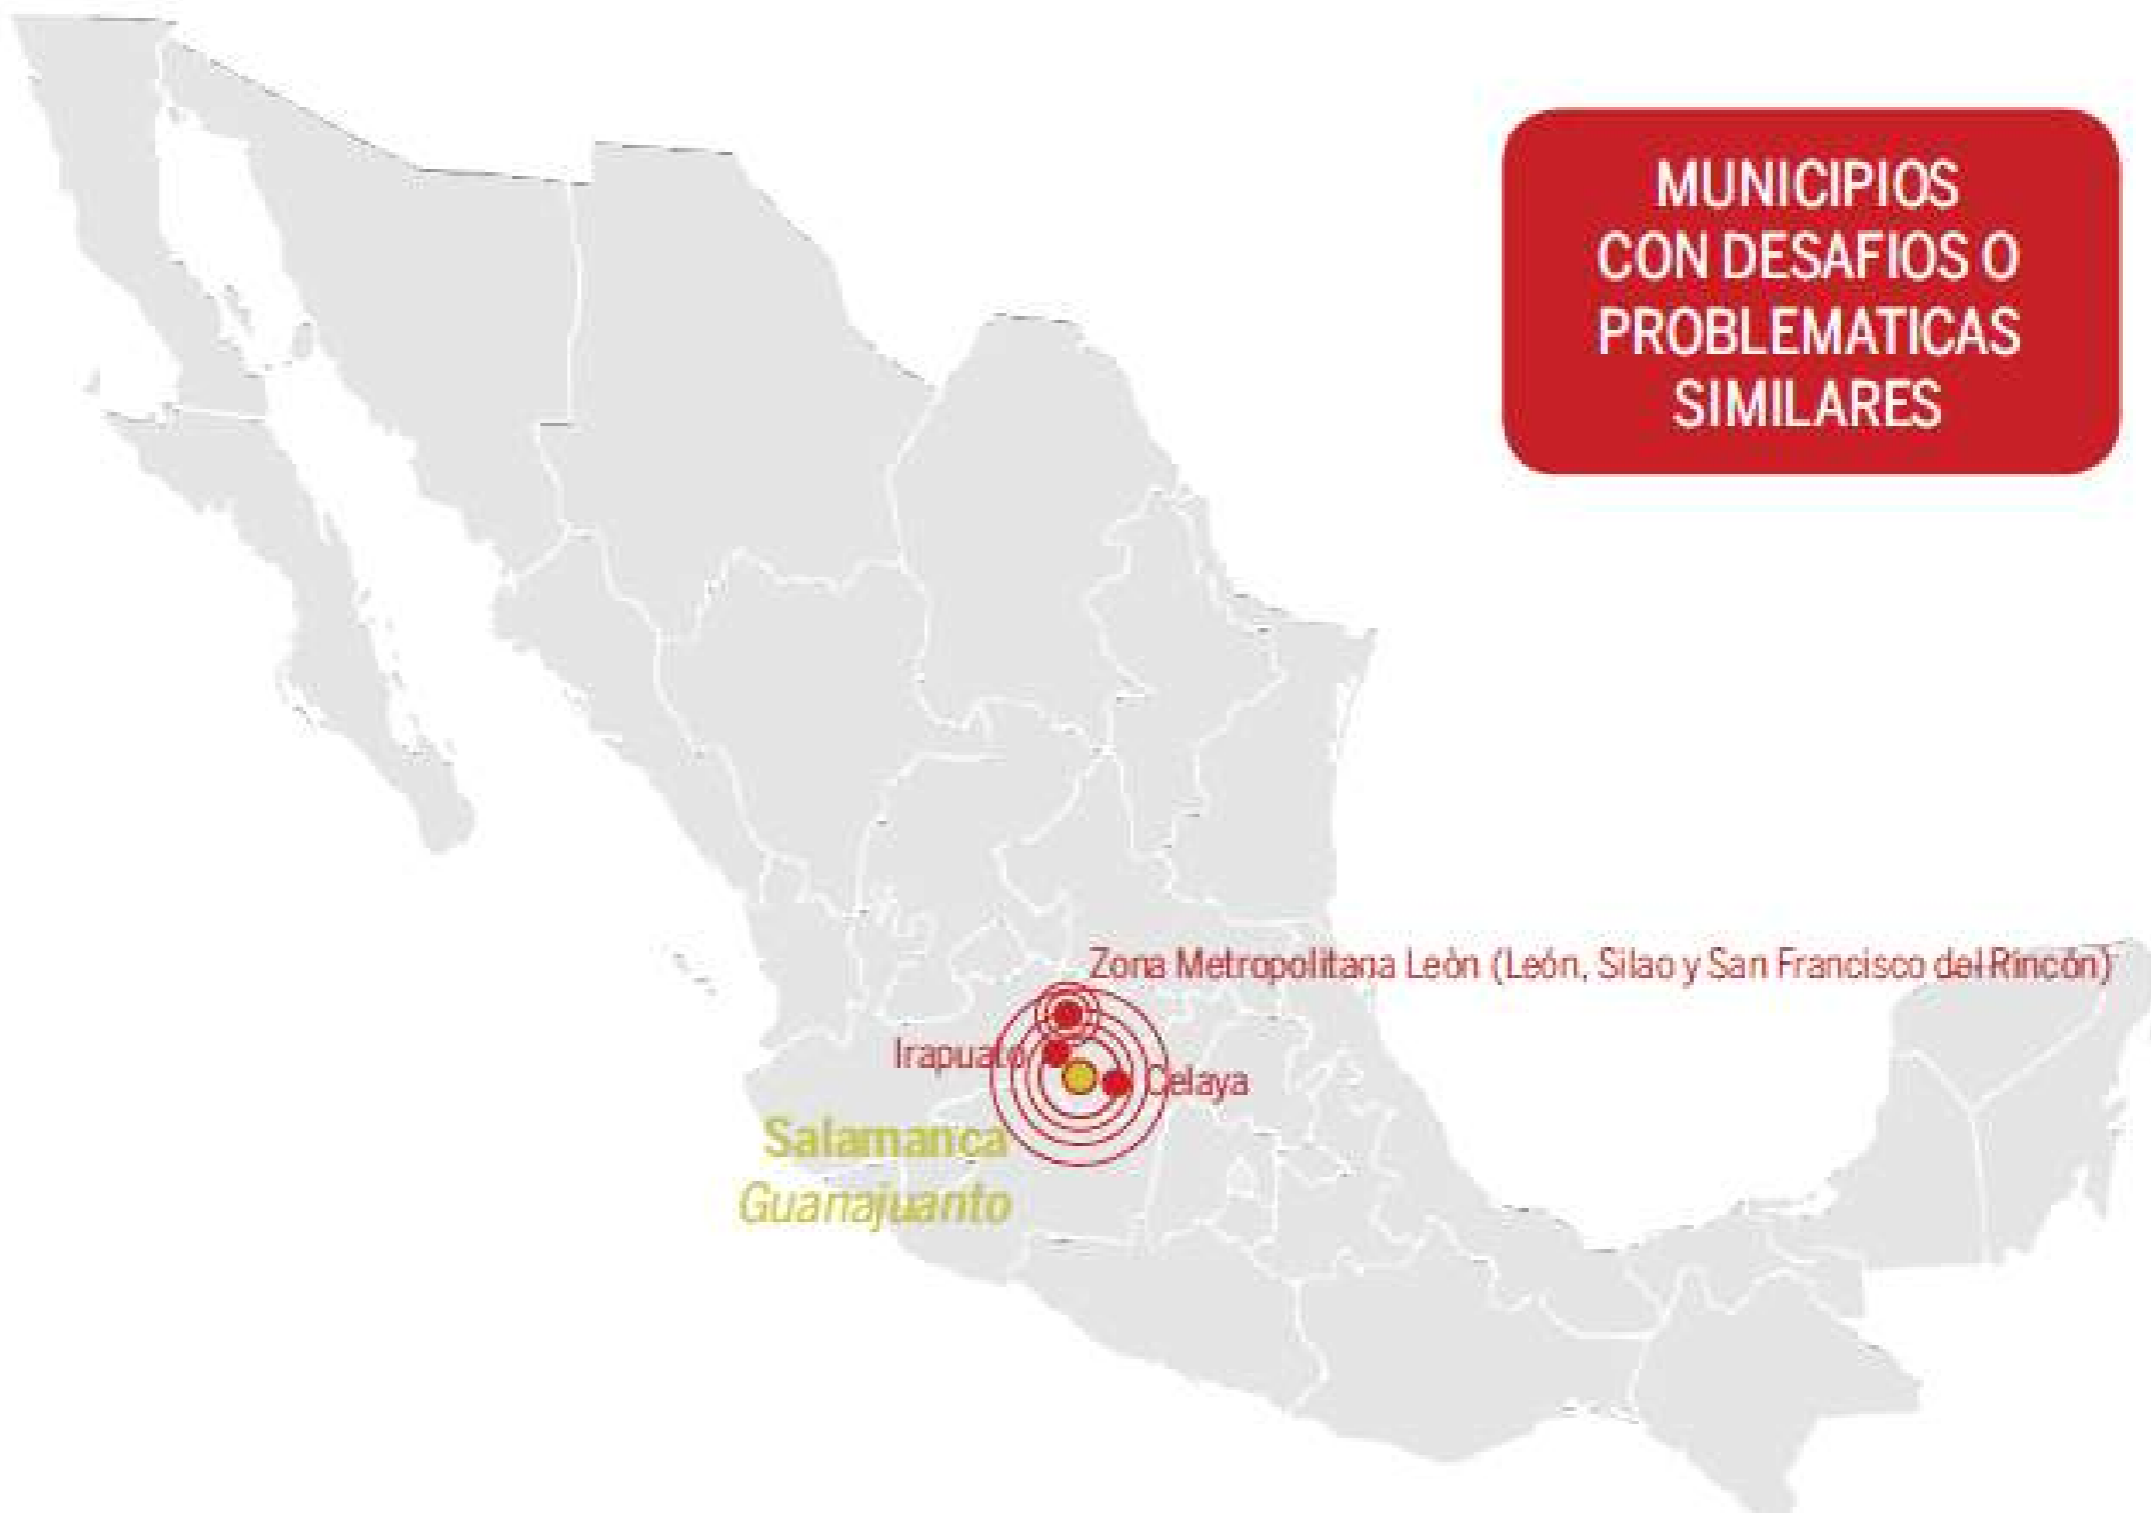 MUNICIPIOS
CON DESAFIOS O
PROBLEMATICAS
SIMILARES
Zona Metropolitana Leòn (León, Silao y San Francisco del Rincón)
Irapuato
Celaya
Salamanca
Guanajuanto